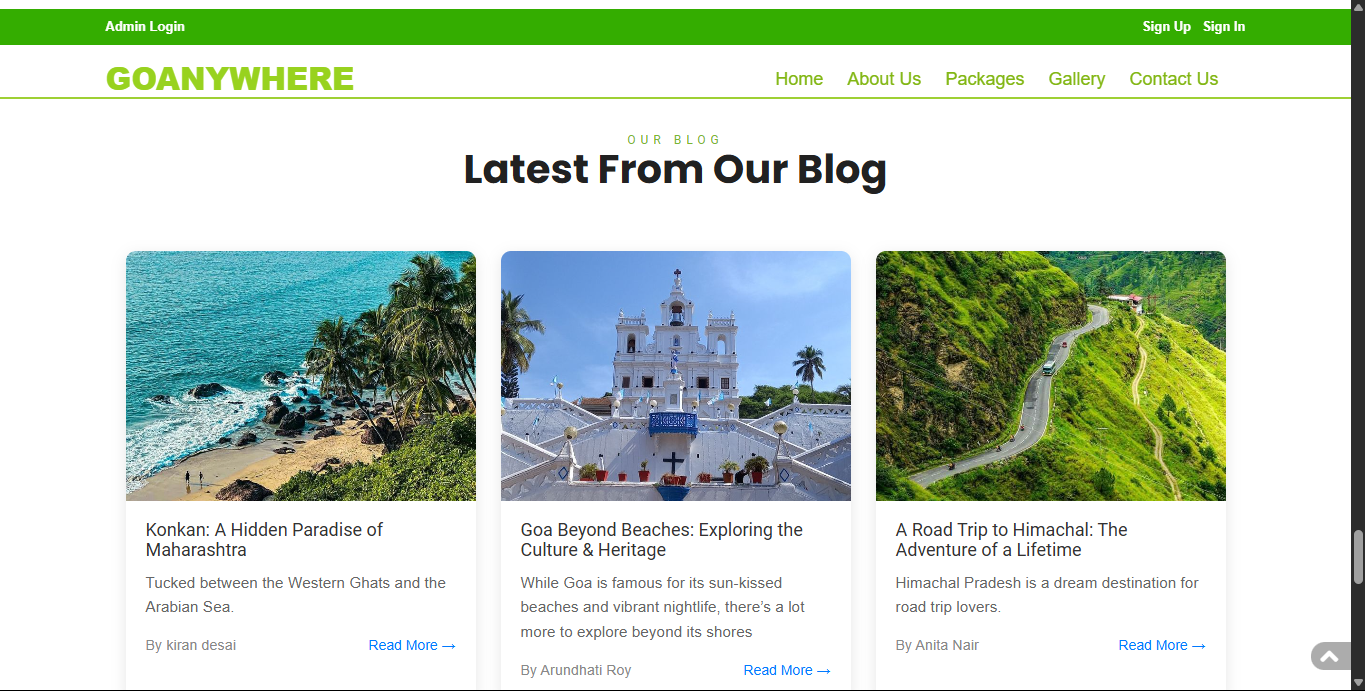 Admin Login
Sign Up Sign In
GOANYWHERE
Home About Us Packages Gallery Contact Us
OUR BLOG
Latest From Our Blog
Konkan: A Hidden Paradise of
Maharashtra
Tucked between the Western Ghats and the
Arabian Sea.
By kiran desai Read More →
Goa Beyond Beaches: Exploring the
Culture & Heritage
While Goa is famous for its sun-kissed
beaches and vibrant nightlife, there’s a lot
more to explore beyond its shores
By Arundhati Roy Read More →
A Road Trip to Himachal: The
Adventure of a Lifetime
Himachal Pradesh is a dream destination for
road trip lovers.
By Anita Nair Read More →